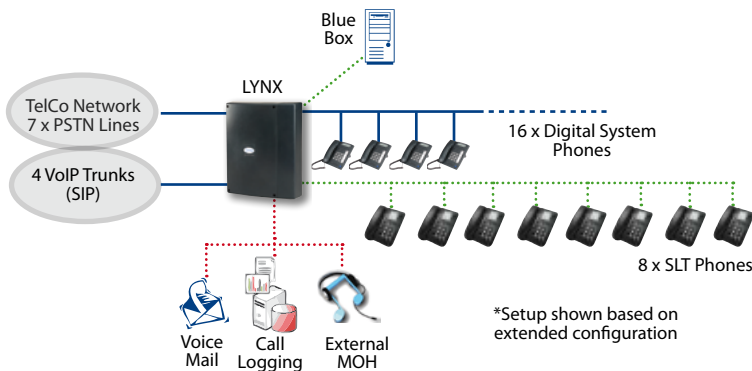 Blue
Box
LYNX
TelCo Network
7 x PSTN Lines
16 x Digital System
Phones
4 VoIP Trunks
(SIP)
8 x SLT Phones
Voice
Mail
Call
Logging
External
MOH
*Setup shown based on
extended configuration